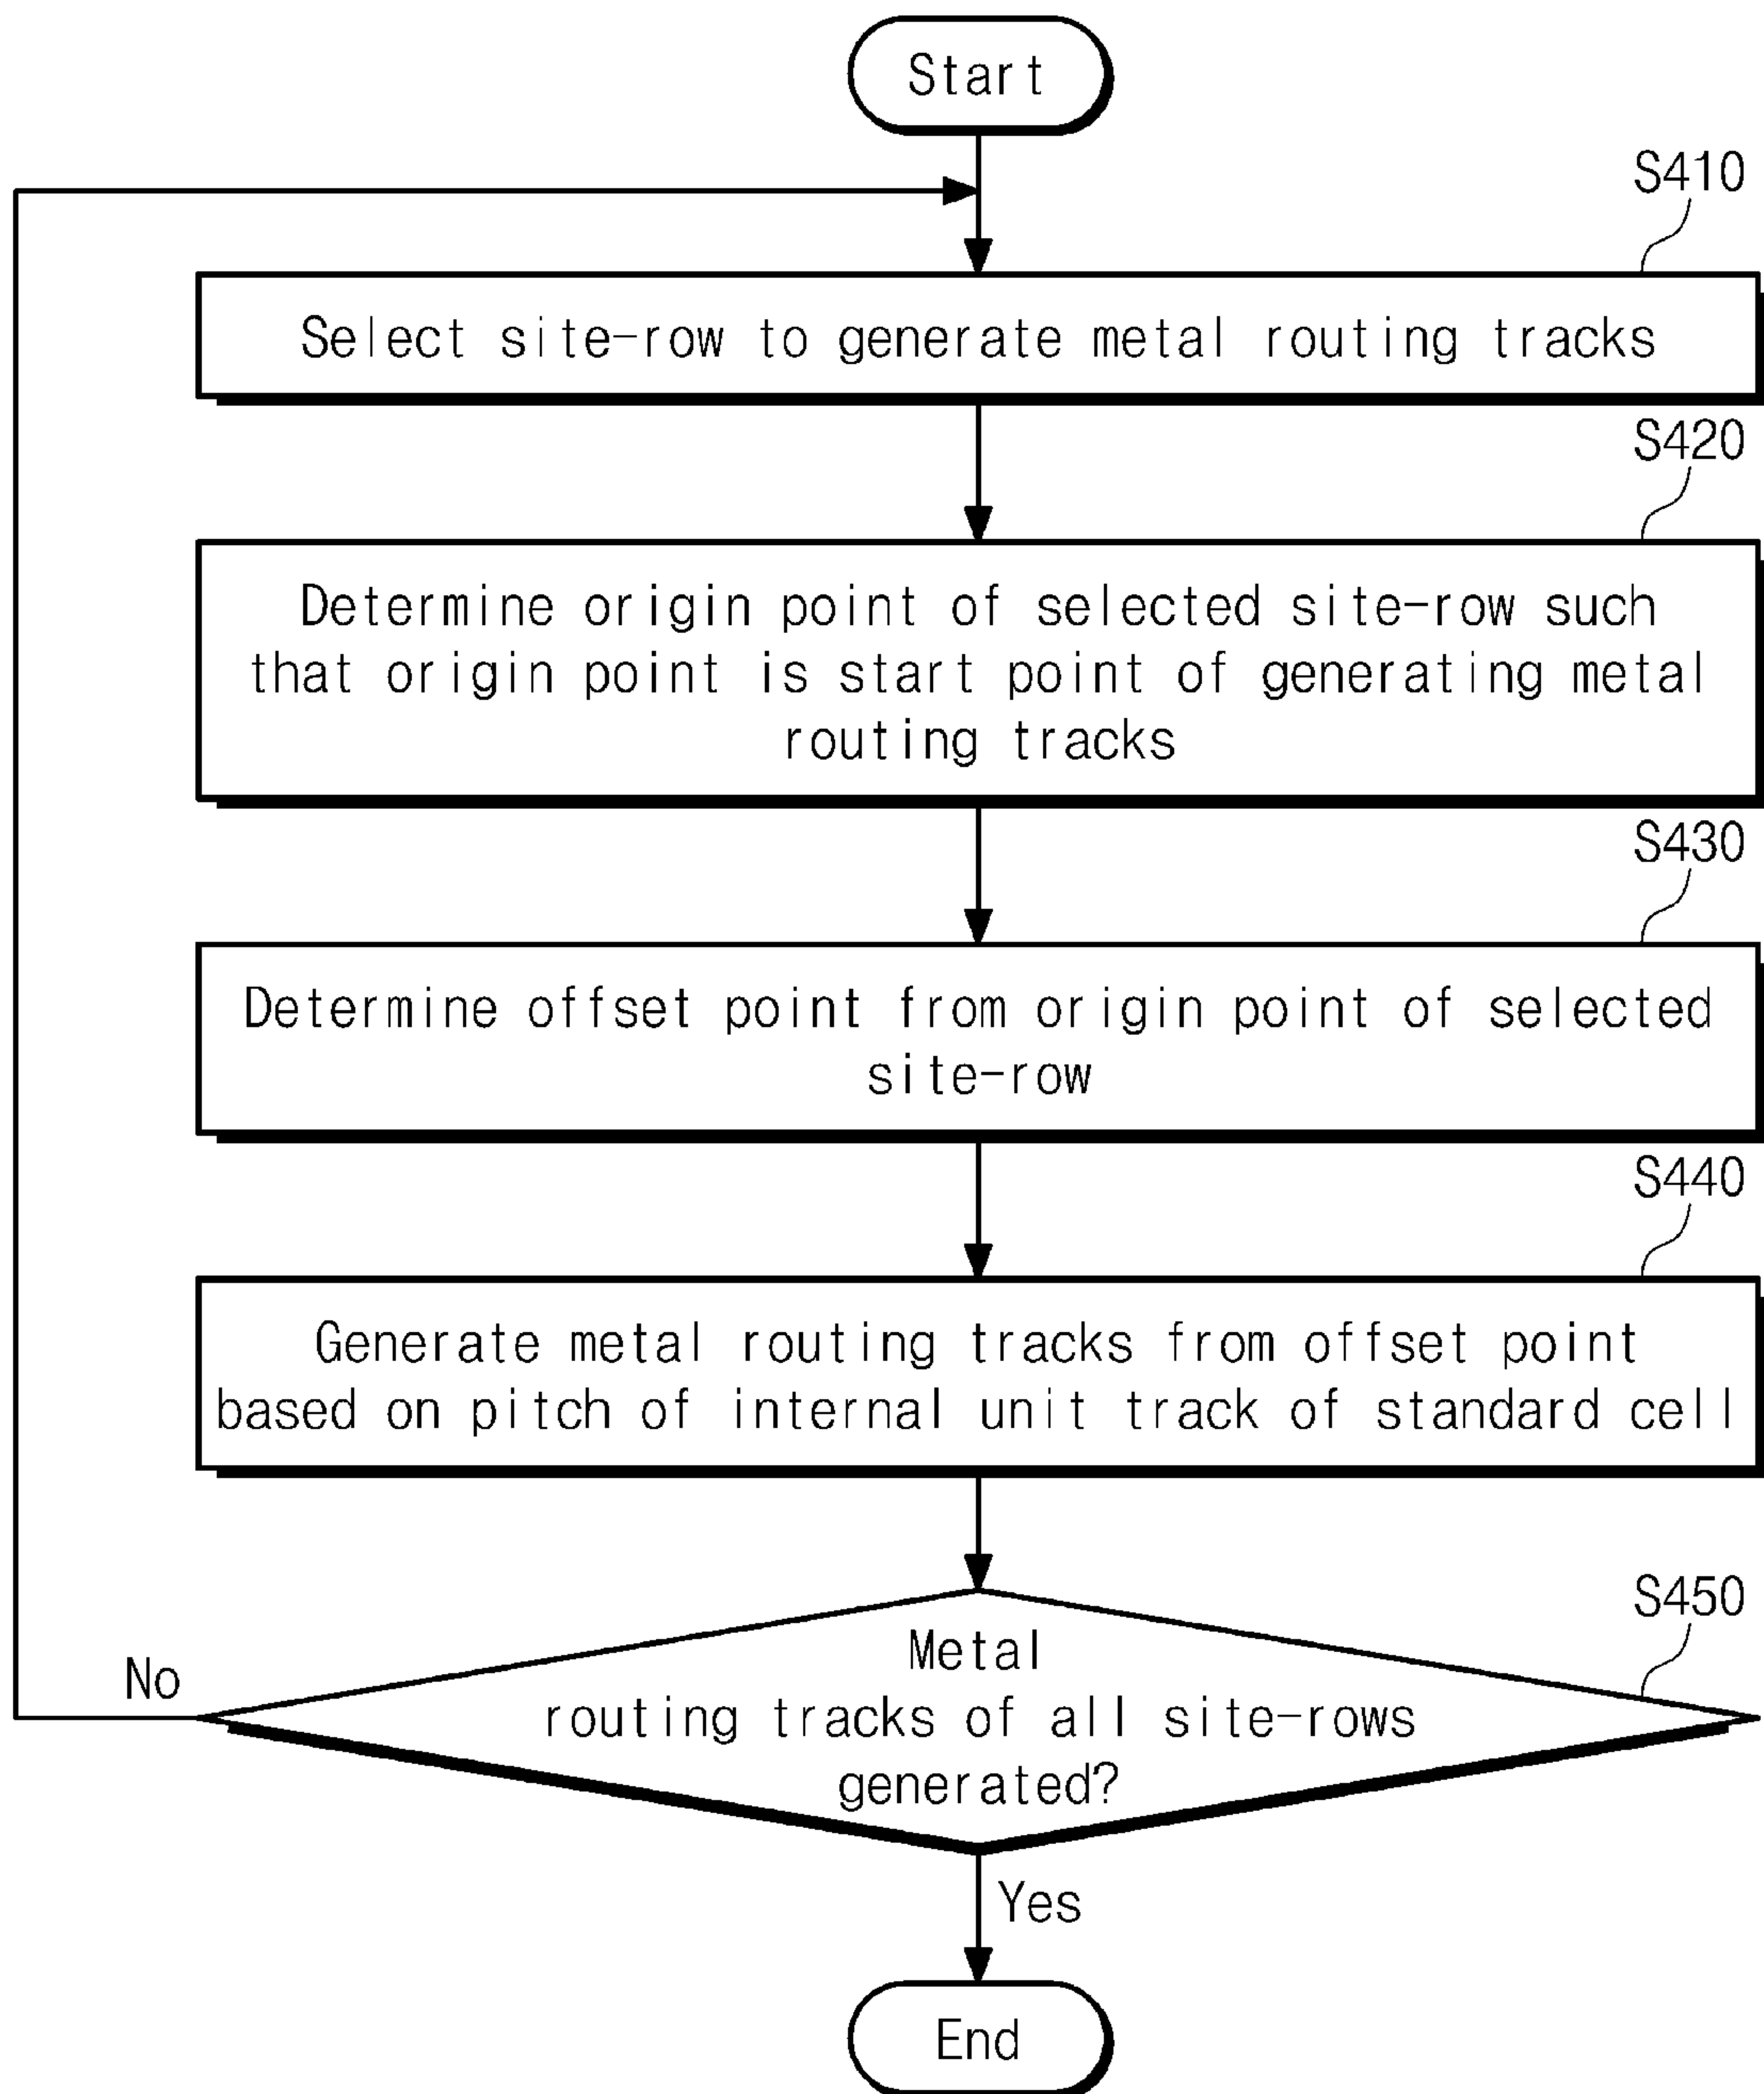 Start
S410
Select site-row to generate metal routing tracks
S420
Determine origin point of selected site-row such
that origin point is start point of generating metal
routing tracks
S430
Determine offset point from origin point of selected
site-row
S440
Generate metal routing tracks from offset point
based on pitch of internal unit track of standard cell
S450
Metal
routing tracks of all site-rows
generated?
No
Yes
End